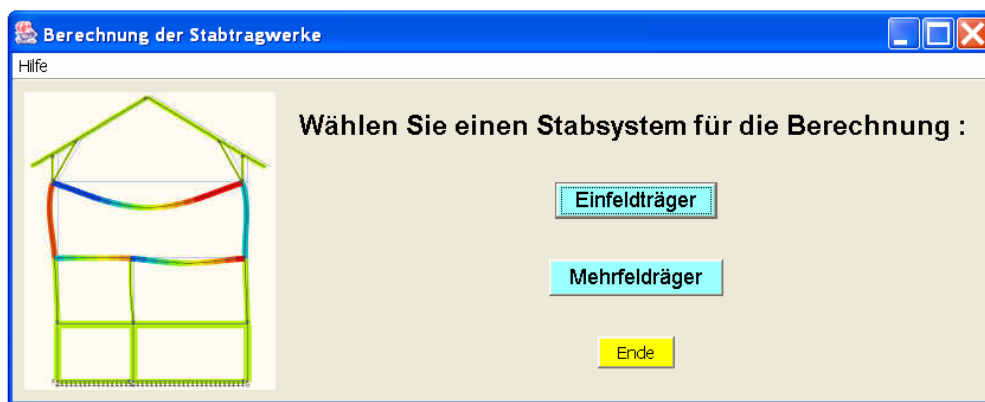 Berechnung der Stabtragwerke
Hilfe
Wählen Sie einen Stabsystem für die Berechnung :
Einfeldträger
Mehrfeldräger
Ende